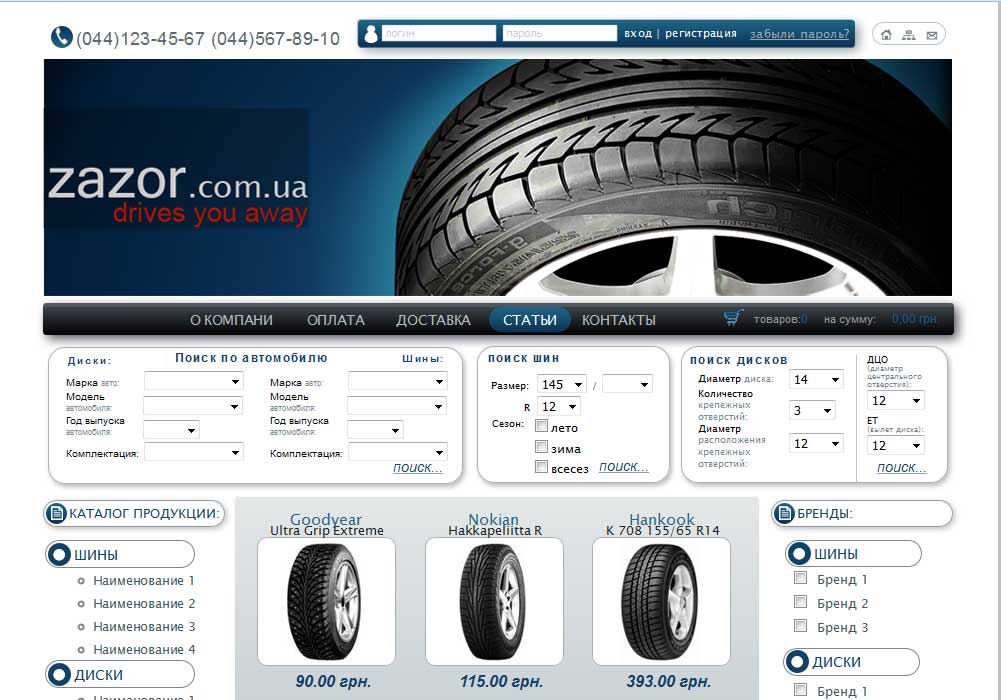 (044)123-45-67 (044)567-89-10
логин
пароль
вход | регистрация
забыли пароль?
zazor.com.ua
drives you away
О КОМПАНИ
ОПЛАТА
ДОСТАВКА
СТАТЬИ
КОНТАКТЫ
товаров:0 на сумму: 0,00 грн
Диски:
Поиск по автомобилю
Шины:
Марка авто:
Модель
автомобиля:
Год выпуска
автомобиля:
Комплектация:
Марка авто:
Модель
автомобиля:
Год выпуска
автомобиля:
Комплектация:
поиск...
поиск шин
Размер: 145 /
R 12
Сезон: лето
зима
всесез
поиск...
поиск дисков
Диаметр диска: 14
Количество
крепежных
отверстий:
3
Диаметр
расположения
крепежных
отверстий:
12
ДЦО
(диаметр
центрального
отверстия):
12
ЕТ
(вылет диска):
12
поиск...
КАТАЛОГ ПРОДУКЦИИ:
ШИНЫ
Наименование 1
Наименование 2
Наименование 3
Наименование 4
ДИСКИ
Наименование 1
Goodyear
Ultra Grip Extreme
90.00 грн.
Nokian
Hakkapeliitta R
115.00 грн.
Hankook
K 708 155/65 R14
393.00 грн.
БРЕНДЫ:
ШИНЫ
Бренд 1
Бренд 2
Бренд 3
ДИСКИ
Бренд 1